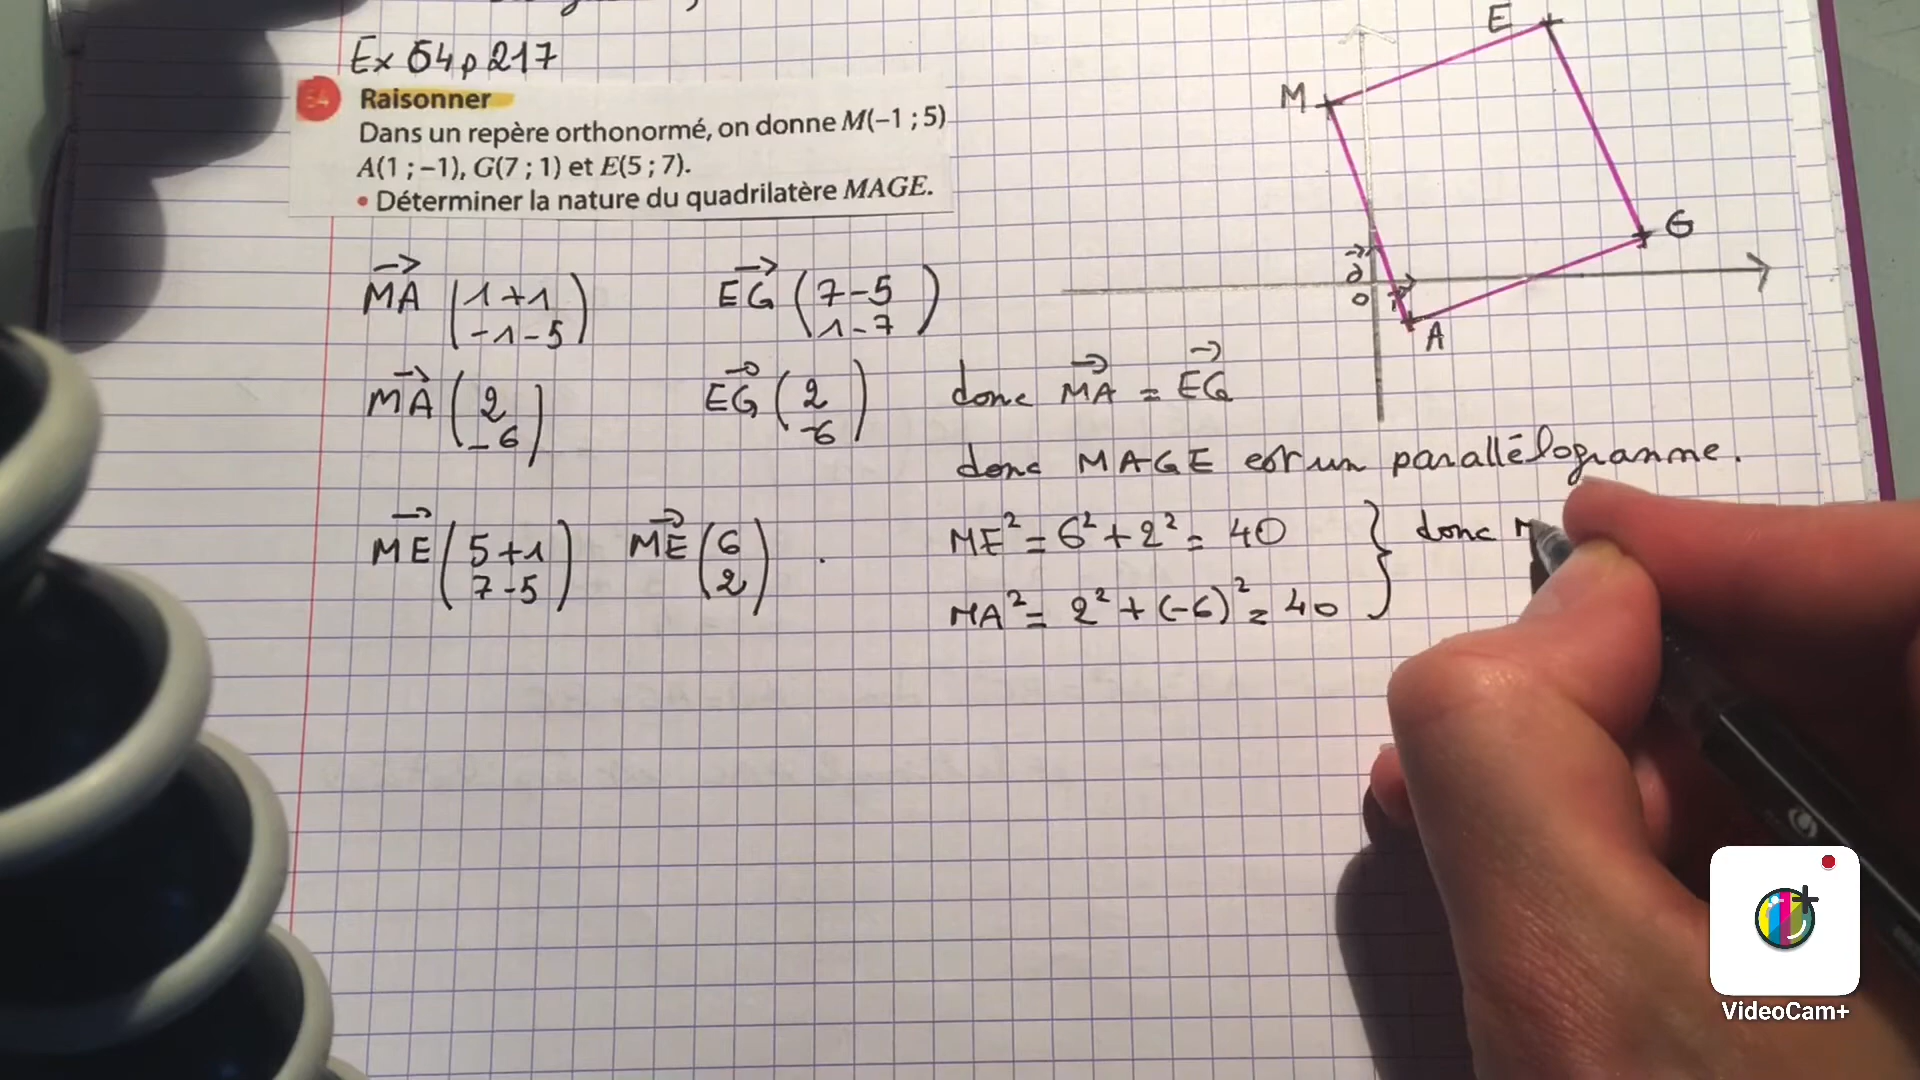 Ex 54 p 217
54 Raisonner
Dans un repère orthonormé, on donne M(−1 ; 5)
A(1 ; −1), G(7 ; 1) et E(5 ; 7).
• Déterminer la nature du quadrilatère MAGE.
E
M
G
O
A
MA (1+1 -1-5) EG (7-5 1-7)
MA (2 -6) EG (2 -6) donc MA = EG
donc MAGE est un parallélogramme.
ME (5+1 7-5) ME (6 2) . ME² = 6² + 2² = 40 } donc M
MA² = 2² + (-6)² = 40
VideoCam+